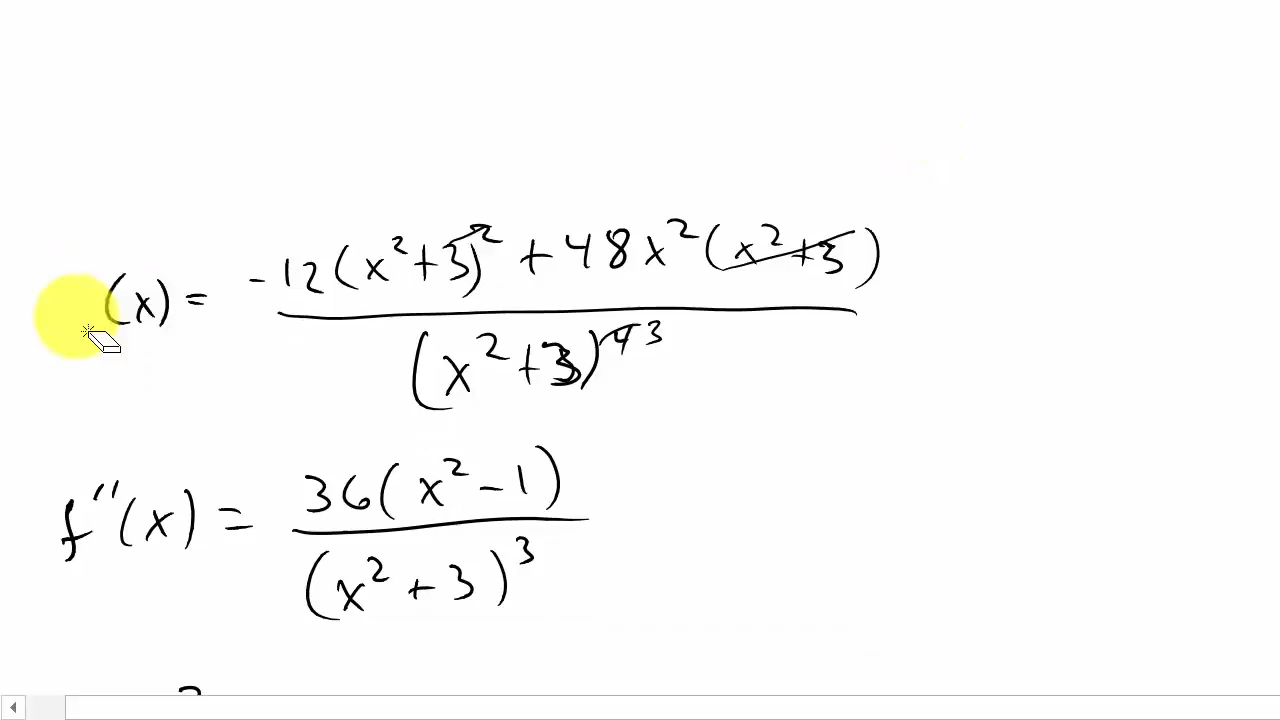 (x) = -12(x²+3)² + 48x²(x²+3) / (x²+3)⁴ 3
f″(x) = 36(x² - 1) / (x² + 3)³